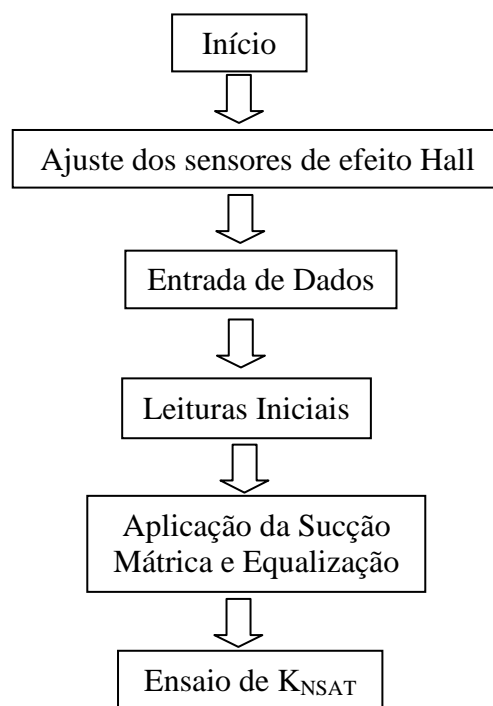 Início
Ajuste dos sensores de efeito Hall
Entrada de Dados
Leituras Iniciais
Aplicação da Sucção
Mátrica e Equalização
Ensaio de K_NSAT